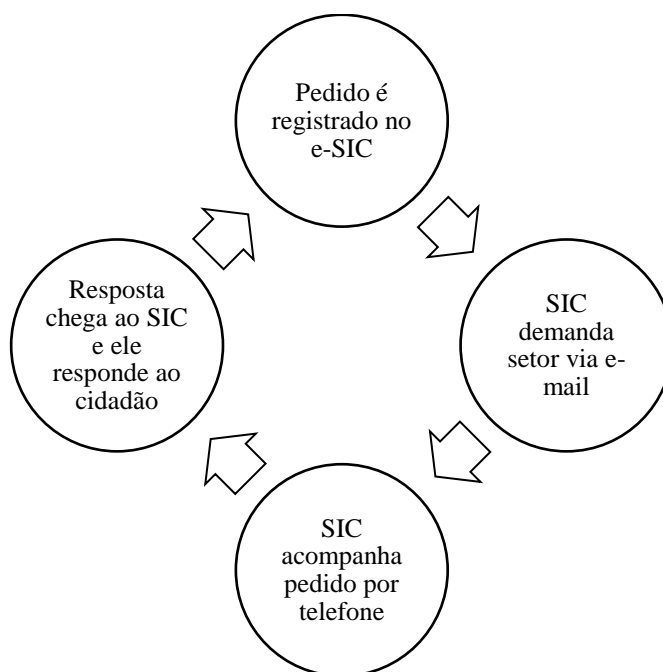 Pedido é
registrado no
e-SIC
SIC
demanda
setor via e-
mail
SIC
acompanha
pedido por
telefone
Resposta
chega ao SIC
e ele
responde ao
cidadão